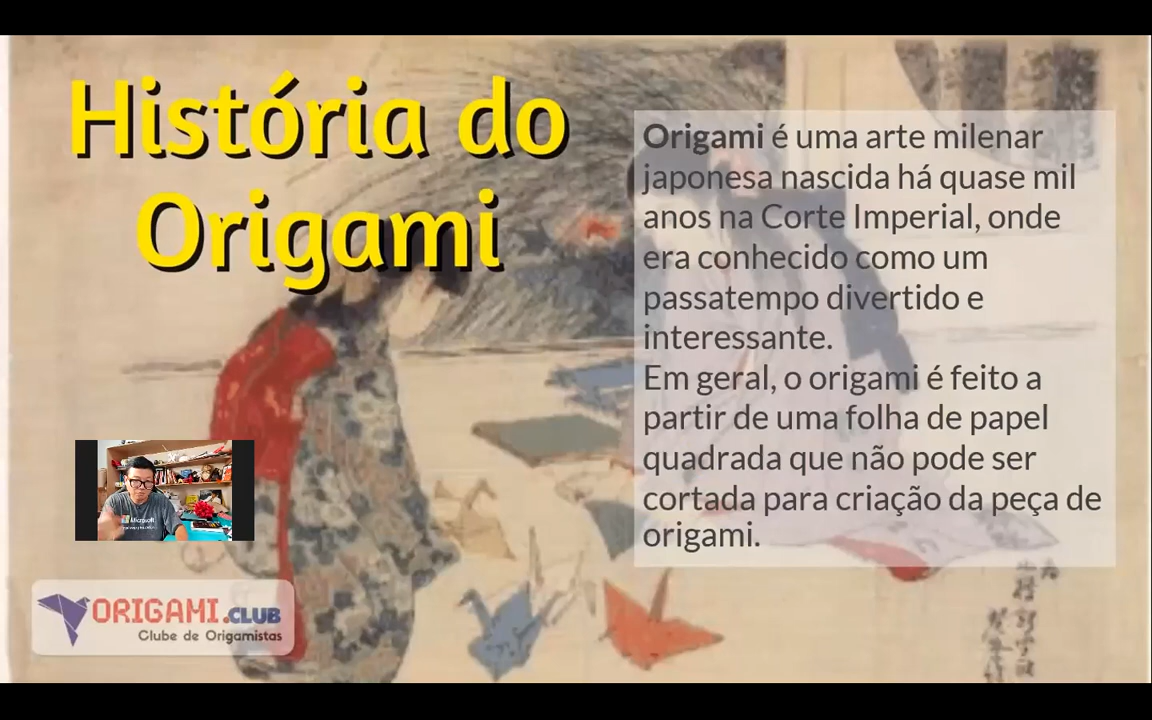 História do
Origami
Origami é uma arte milenar
japonesa nascida há quase mil
anos na Corte Imperial, onde
era conhecido como um
passatempo divertido e
interessante.
Em geral, o origami é feito a
partir de uma folha de papel
quadrada que não pode ser
cortada para criação da peça de
origami.
Microsoft
ORIGAMI.CLUB
Clube de Origamistas